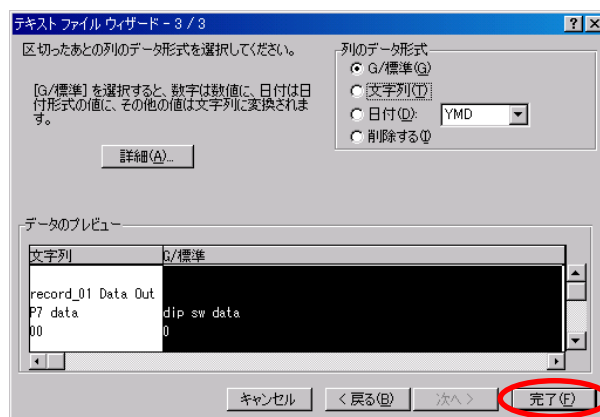 テキスト ファイル ウィザード - 3 / 3
区切ったあとの列のデータ形式を選択してください。
[G/標準] を選択すると、数字は数値に、日付は日
付形式の値に、その他の値は文字列に変換されま
す。
詳細(A)...
列のデータ形式
G/標準(G)
文字列(T)
日付(D):
YMD
削除する(I)
データのプレビュー
文字列 G/標準
record_01 Data Out
P7 data dip sw data
00 0
キャンセル
< 戻る(B)
次へ >
完了(F)